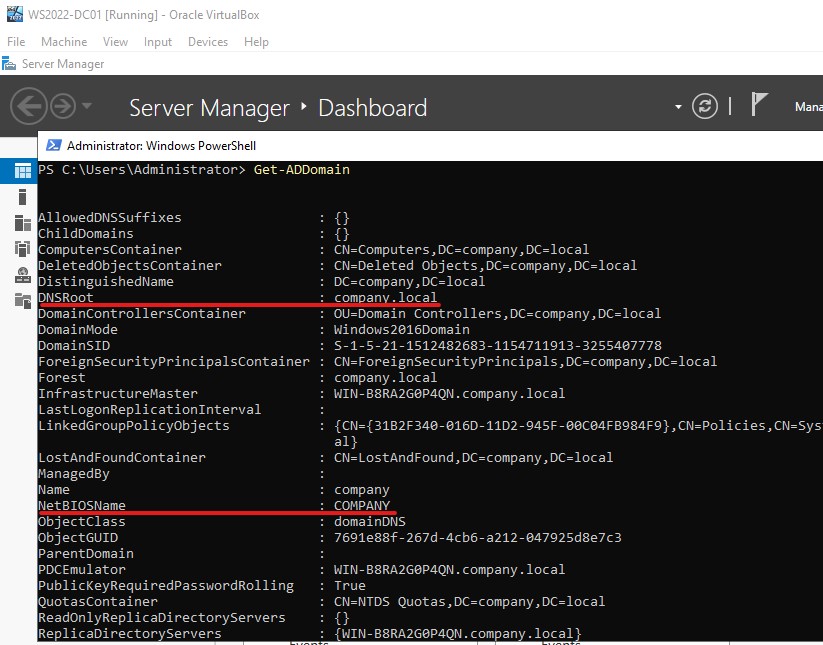 WS2022-DC01 [Running] - Oracle VirtualBox
File Machine View Input Devices Help
Server Manager
Server Manager ‣ Dashboard
Mana
Administrator: Windows PowerShell
PS C:\Users\Administrator> Get-ADDomain
AllowedDNSSuffixes : {}
ChildDomains : {}
ComputersContainer : CN=Computers,DC=company,DC=local
DeletedObjectsContainer : CN=Deleted Objects,DC=company,DC=local
DistinguishedName : DC=company,DC=local
DNSRoot : company.local
DomainControllersContainer : OU=Domain Controllers,DC=company,DC=local
DomainMode : Windows2016Domain
DomainSID : S-1-5-21-1512482683-1154711913-3255407778
ForeignSecurityPrincipalsContainer : CN=ForeignSecurityPrincipals,DC=company,DC=local
Forest : company.local
InfrastructureMaster : WIN-B8RA2G0P4QN.company.local
LastLogonReplicationInterval :
LinkedGroupPolicyObjects : {CN={31B2F340-016D-11D2-945F-00C04FB984F9},CN=Policies,CN=Sys
al}
LostAndFoundContainer : CN=LostAndFound,DC=company,DC=local
ManagedBy :
Name : company
NetBIOSName : COMPANY
ObjectClass : domainDNS
ObjectGUID : 7691e88f-267d-4cb6-a212-047925d8e7c3
ParentDomain :
PDCEmulator : WIN-B8RA2G0P4QN.company.local
PublicKeyRequiredPasswordRolling : True
QuotasContainer : CN=NTDS Quotas,DC=company,DC=local
ReadOnlyReplicaDirectoryServers : {}
ReplicaDirectoryServers : {WIN-B8RA2G0P4QN.company.local}
Events Events